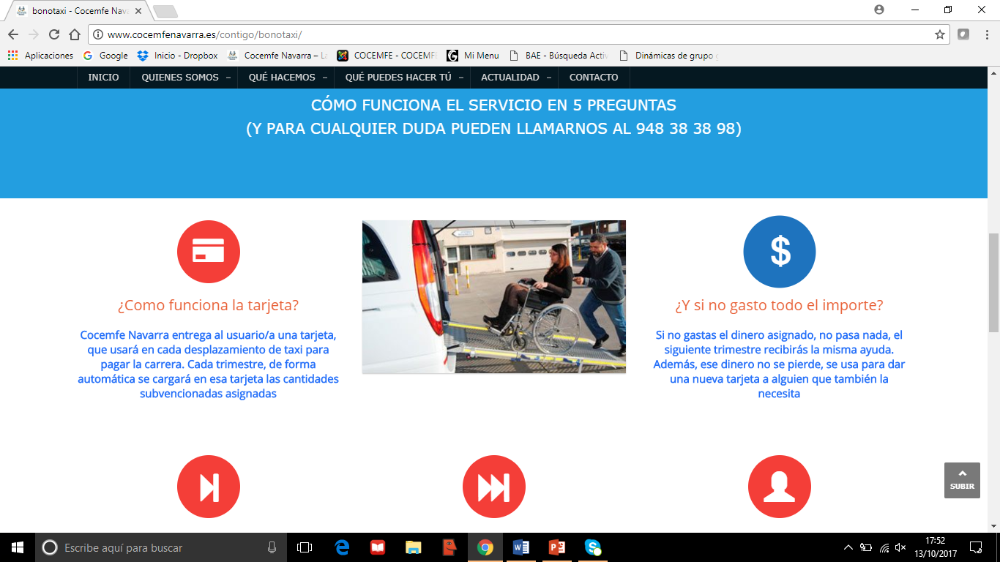 bonotaxi - Cocemfe Nava
www.cocemfenavarra.es/contigo/bonotaxi/
Aplicaciones
Google
Inicio - Dropbox
Cocemfe Navarra – La
COCEMFE - COCEMFE
Mi Menu
BAE - Búsqueda Activ
Dinámicas de grupo
INICIO
QUIENES SOMOS
QUÉ HACEMOS
QUÉ PUEDES HACER TÚ
ACTUALIDAD
CONTACTO
CÓMO FUNCIONA EL SERVICIO EN 5 PREGUNTAS
(Y PARA CUALQUIER DUDA PUEDEN LLAMARNOS AL 948 38 38 98)
$
¿Como funciona la tarjeta?
Cocemfe Navarra entrega al usuario/a una tarjeta,
que usará en cada desplazamiento de taxi para
pagar la carrera. Cada trimestre, de forma
automática se cargará en esa tarjeta las cantidades
subvencionadas asignadas
¿Y si no gasto todo el importe?
Si no gastas el dinero asignado, no pasa nada, el
siguiente trimestre recibirás la misma ayuda.
Además, ese dinero no se pierde, se usa para dar
una nueva tarjeta a alguien que también la
necesita
SUBIR
Escribe aquí para buscar
17:52
13/10/2017